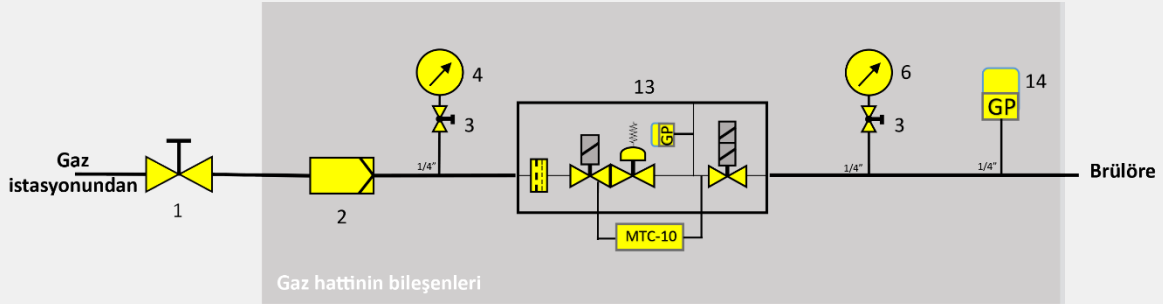 4
6
14
13
GP
3
GP
3
Gaz
istasyonundan
1/4”
1/4”
1/4”
Brülöre
1
2
MTC-10
Gaz hattinin bileşenleri